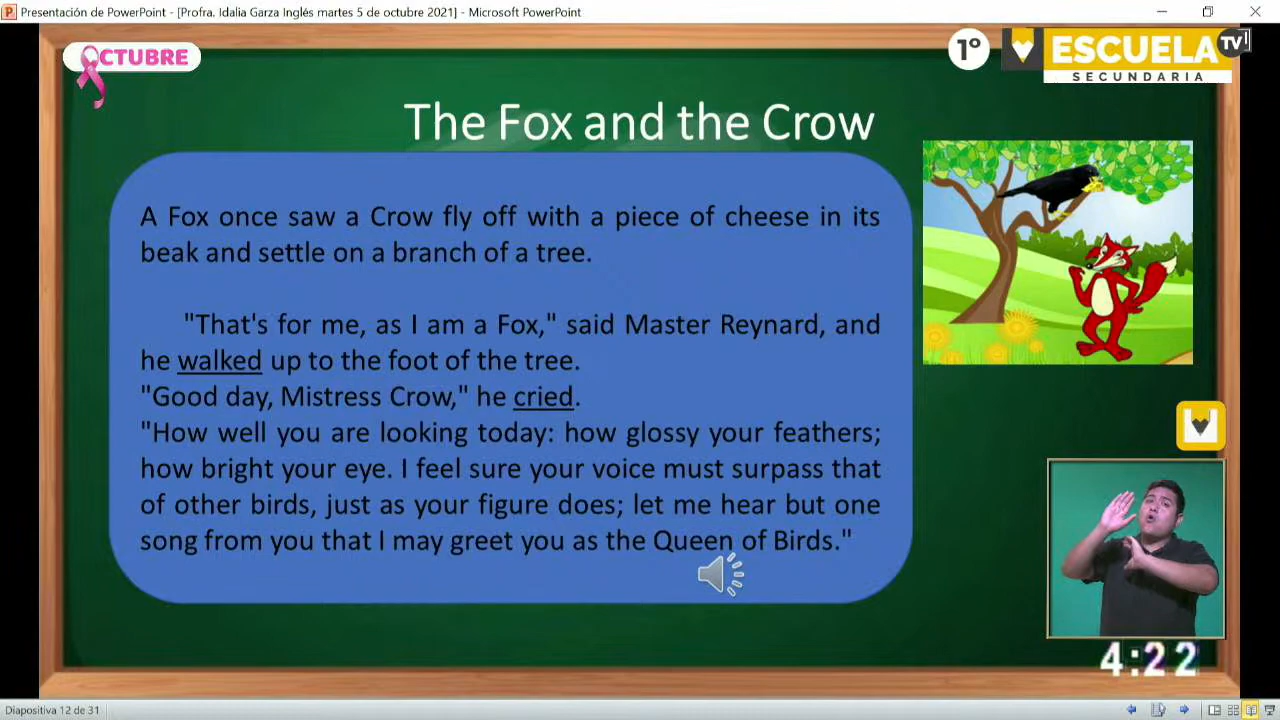 Presentación de PowerPoint - [Profra. Idalia Garza Inglés martes 5 de octubre 2021] - Microsoft PowerPoint
OCTUBRE
1º
ESCUELA TV
SECUNDARIA
The Fox and the Crow
A Fox once saw a Crow fly off with a piece of cheese in its
beak and settle on a branch of a tree.
"That's for me, as I am a Fox," said Master Reynard, and
he walked up to the foot of the tree.
"Good day, Mistress Crow," he cried.
"How well you are looking today: how glossy your feathers;
how bright your eye. I feel sure your voice must surpass that
of other birds, just as your figure does; let me hear but one
song from you that I may greet you as the Queen of Birds."
4:22
Diapositiva 12 de 31